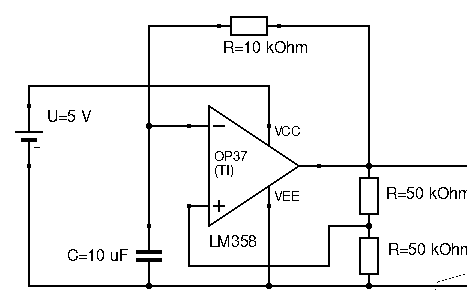 R=10 kOhm
U=5 V
VCC
OP37
(TI)
R=50 kOhm
VEE
LM358
C=10 uF
R=50 kOhm